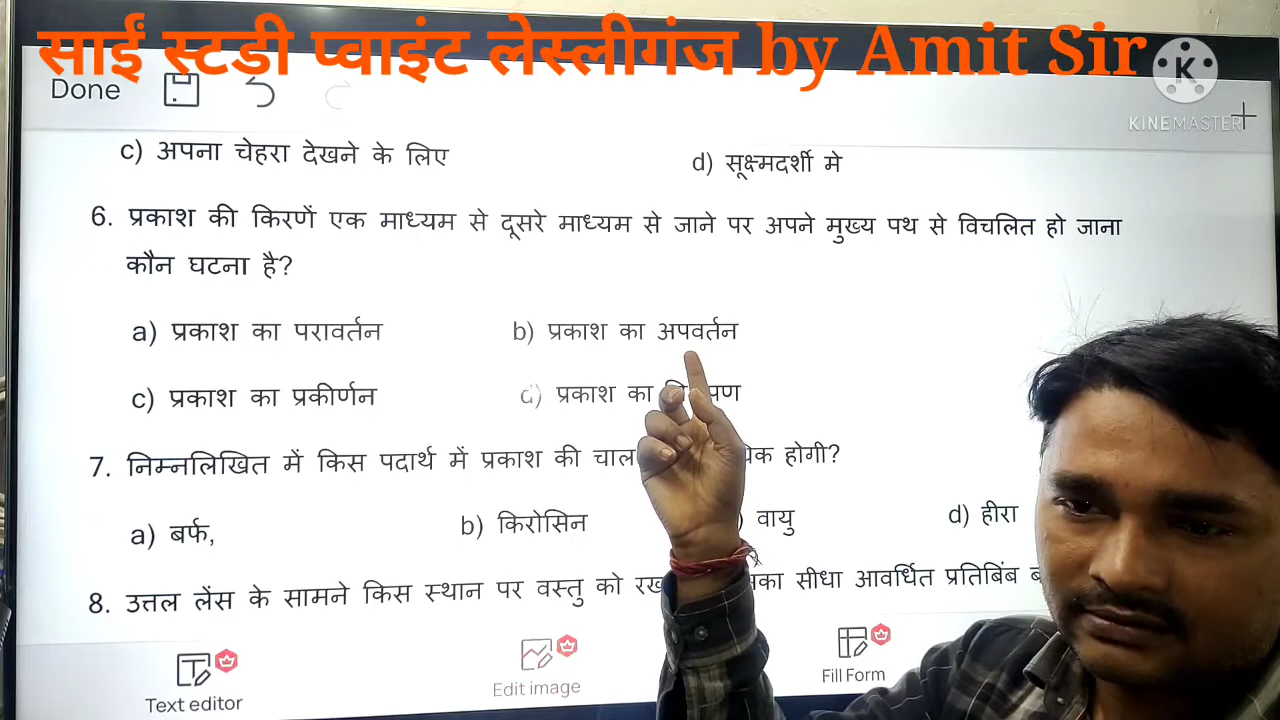 साईं स्टडी प्वाइंट लेस्लीगंज by Amit Sir
Done
K
KINEMASTER
c) अपना चेहरा देखने के लिए d) सूक्ष्मदर्शी मे
6. प्रकाश की किरणें एक माध्यम से दूसरे माध्यम से जाने पर अपने मुख्य पथ से विचलित हो जाना
कौन घटना है?
a) प्रकाश का परावर्तन b) प्रकाश का अपवर्तन
c) प्रकाश का प्रकीर्णन d) प्रकाश का
7. निम्नलिखित में किस पदार्थ में प्रकाश की चाल होगी?
a) बर्फ, b) किरोसिन वायु d) हीरा
8. उत्तल लेंस के सामने किस स्थान पर वस्तु को सीधा आवर्धित प्रतिबिंब
Text editor Edit image Fill Form